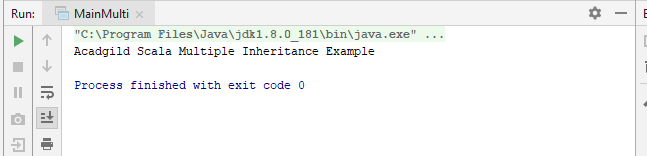 Run: MainMulti ×
"C:\Program Files\Java\jdk1.8.0_181\bin\java.exe" ...
Acadgild Scala Multiple Inheritance Example
Process finished with exit code 0